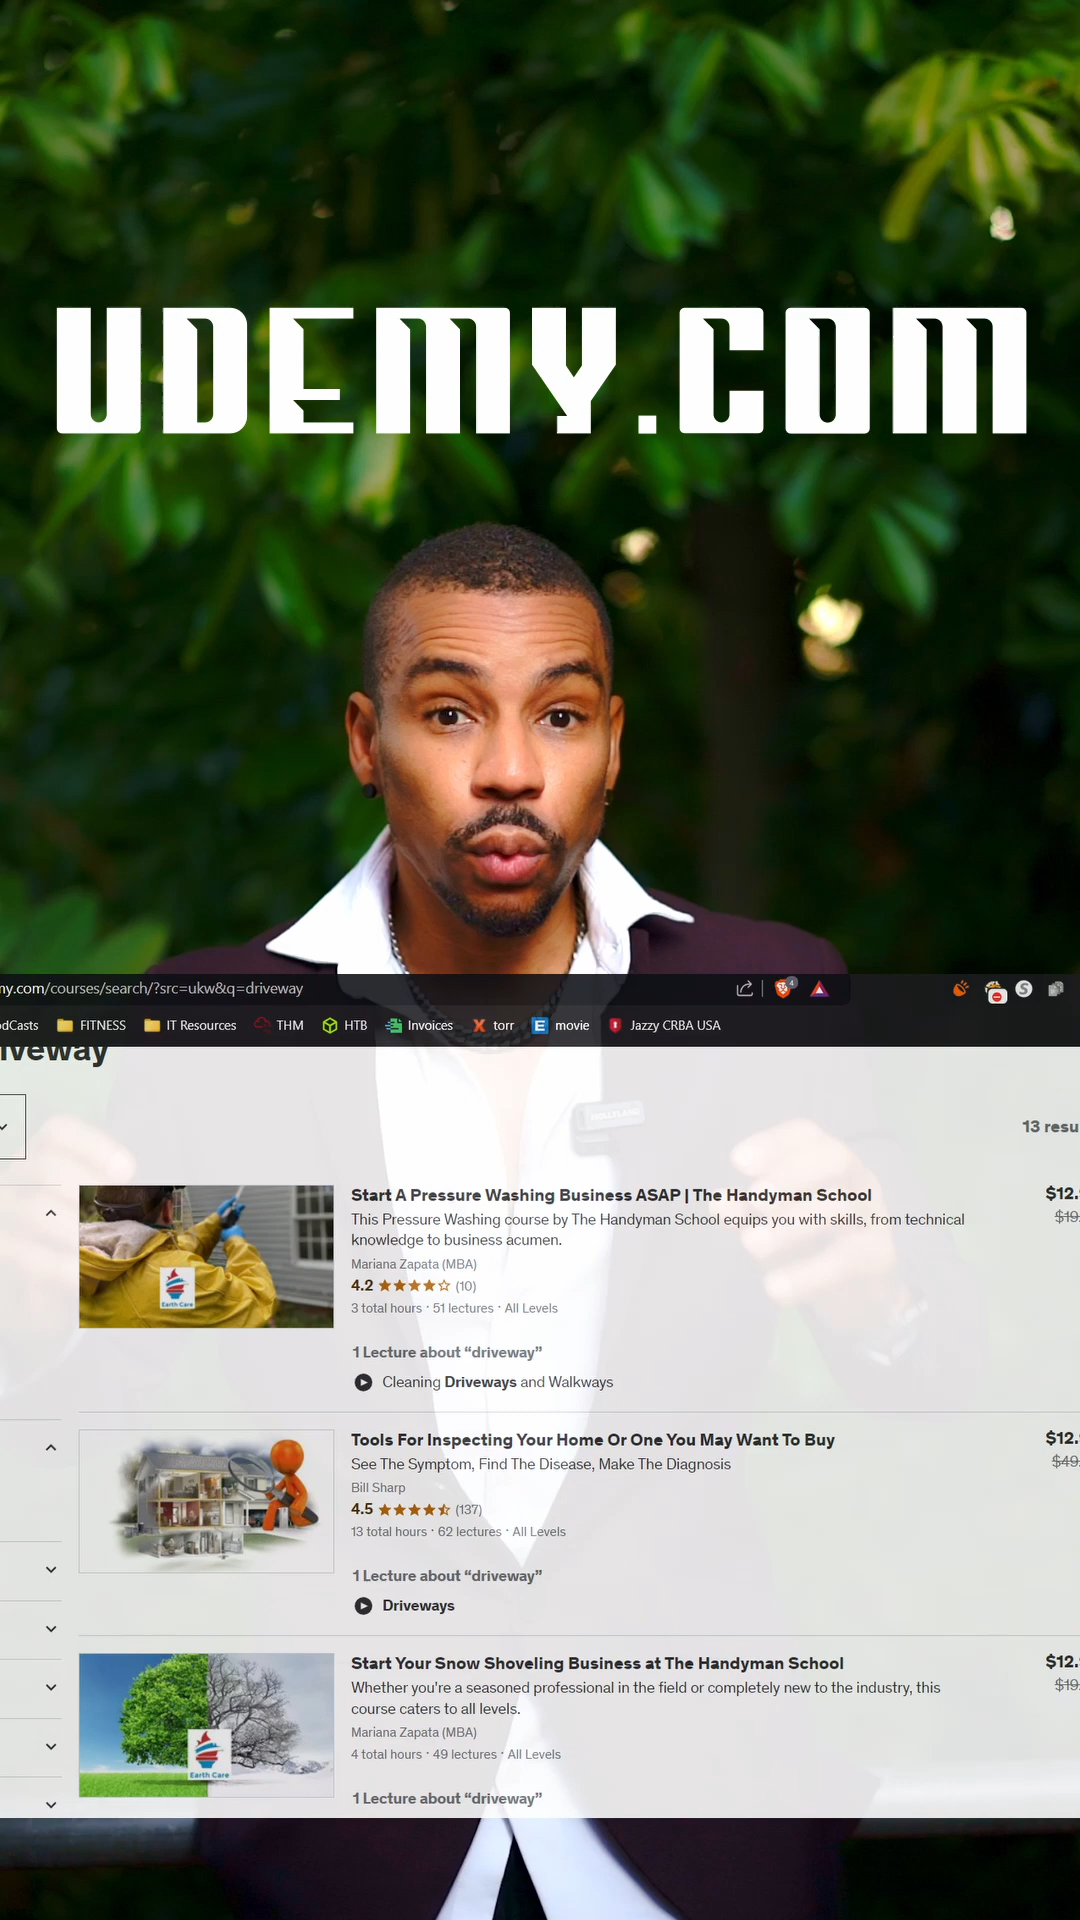 UDEMY.COM
my.com/courses/search/?src=ukw&q=driveway
4
dCasts FITNESS IT Resources THM HTB Invoices torr movie Jazzy CRBA USA
iveway
HOLLYLAND
13 resu
Start A Pressure Washing Business ASAP | The Handyman School
$12.
This Pressure Washing course by The Handyman School equips you with skills, from technical
$19.
knowledge to business acumen.
Mariana Zapata (MBA)
4.2 (10)
3 total hours · 51 lectures · All Levels
Earth Care
1 Lecture about “driveway”
Cleaning Driveways and Walkways
Tools For Inspecting Your Home Or One You May Want To Buy
$12.
See The Symptom, Find The Disease, Make The Diagnosis
$49.
Bill Sharp
4.5 (137)
13 total hours · 62 lectures · All Levels
1 Lecture about “driveway”
Driveways
Start Your Snow Shoveling Business at The Handyman School
$12.
Whether you're a seasoned professional in the field or completely new to the industry, this
$19.
course caters to all levels.
Mariana Zapata (MBA)
4 total hours · 49 lectures · All Levels
Earth Care
1 Lecture about “driveway”